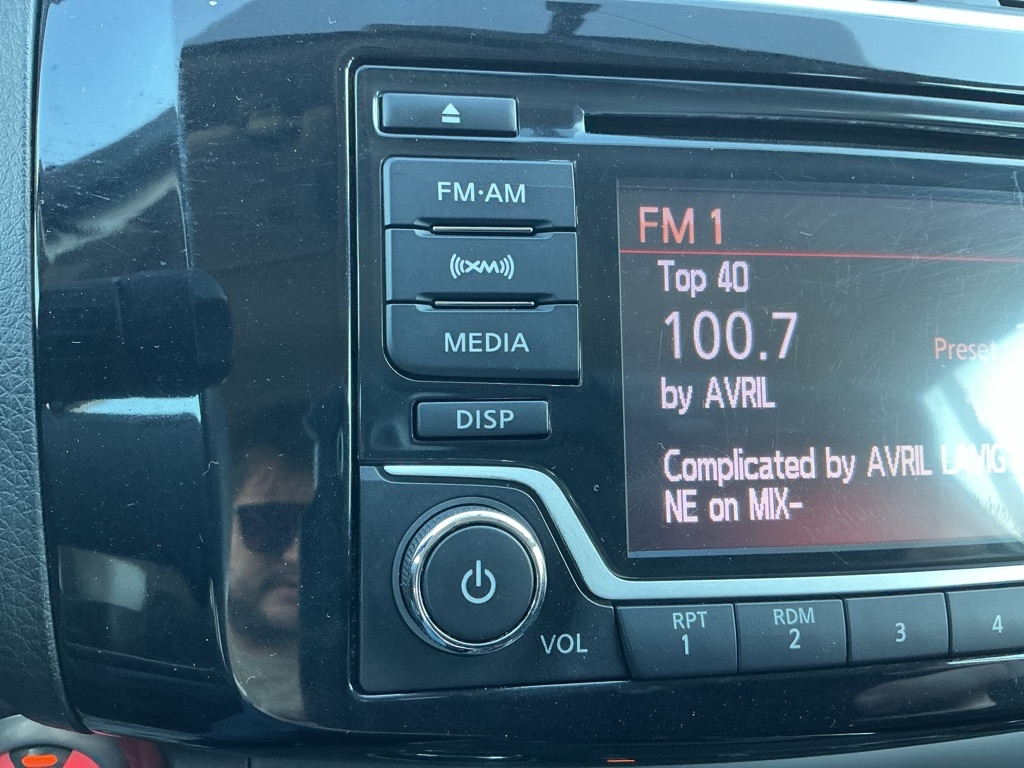 FM·AM
XM
MEDIA
DISP
VOL
FM 1
Top 40
100.7
Preset
by AVRIL
Complicated by AVRIL LAVIG
NE on MIX-
RPT
1
RDM
2
3
4